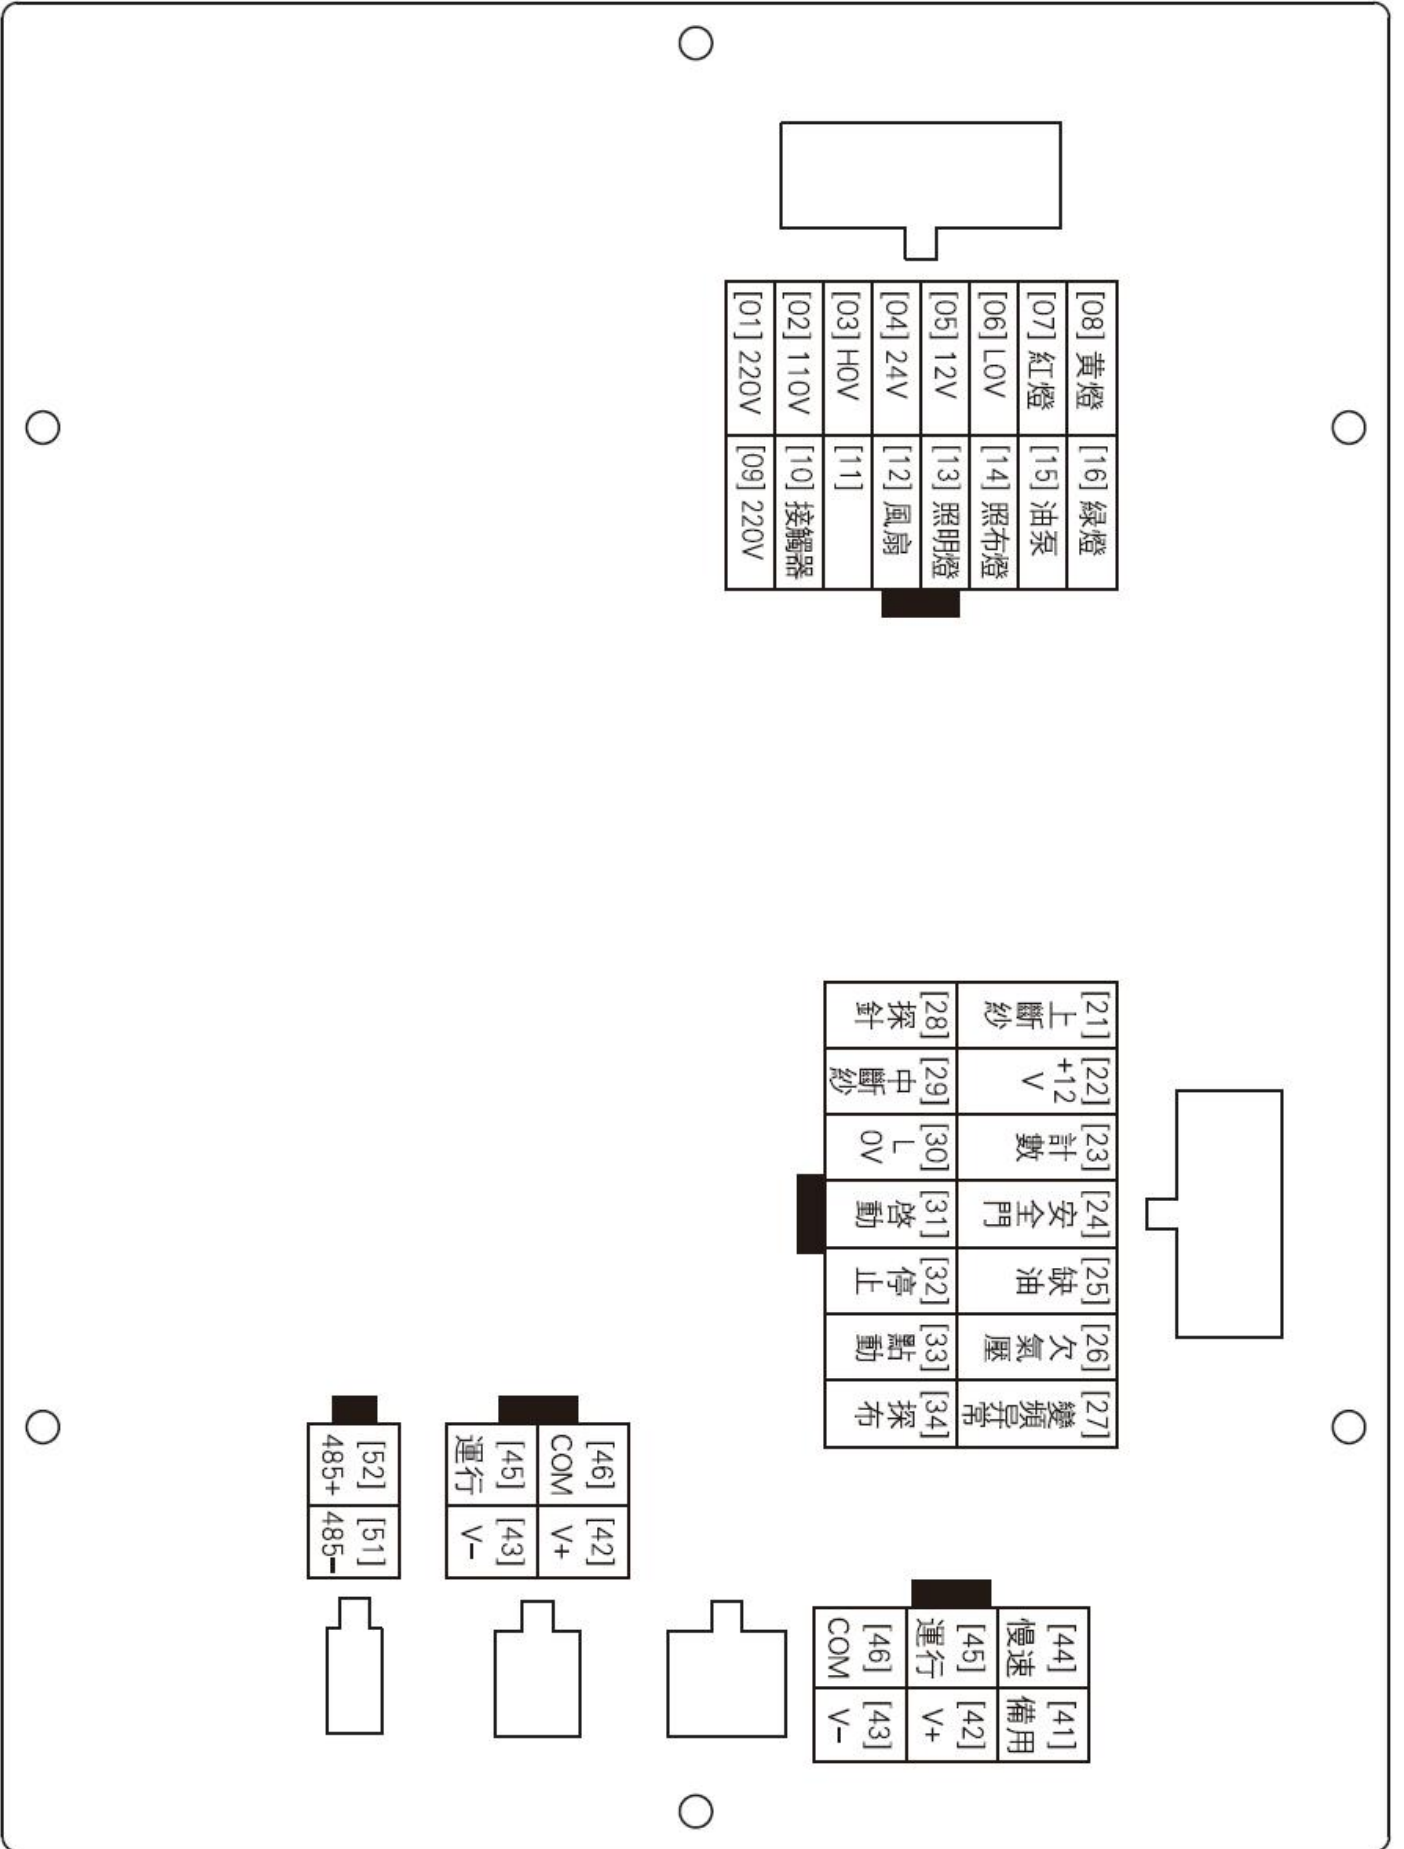 [08] 黄燈
[07] 紅燈
[06] L0V
[05] 12V
[04] 24V
[03] H0V
[02] 110V
[01] 220V
[16] 緑燈
[15] 油泵
[14] 照布燈
[13] 照明燈
[12] 風扇
[11]
[10] 接觸器
[09] 220V
[21]
上
斷
紗
[22]
+12
V
[23]
計
數
[24]
安
全
門
[25]
缺
油
[26]
欠
氣
壓
[27]
變
頻
异
常
[28]
探
針
[29]
中
斷
紗
[30]
L
0V
[31]
啓
動
[32]
停
止
[33]
點
動
[34]
探
布
[44]
慢速
[41]
備用
[45]
運行
[42]
V+
[46]
COM
[43]
V-
[46]
COM
[42]
V+
[45]
運行
[43]
V-
[52]
485+
[51]
485-